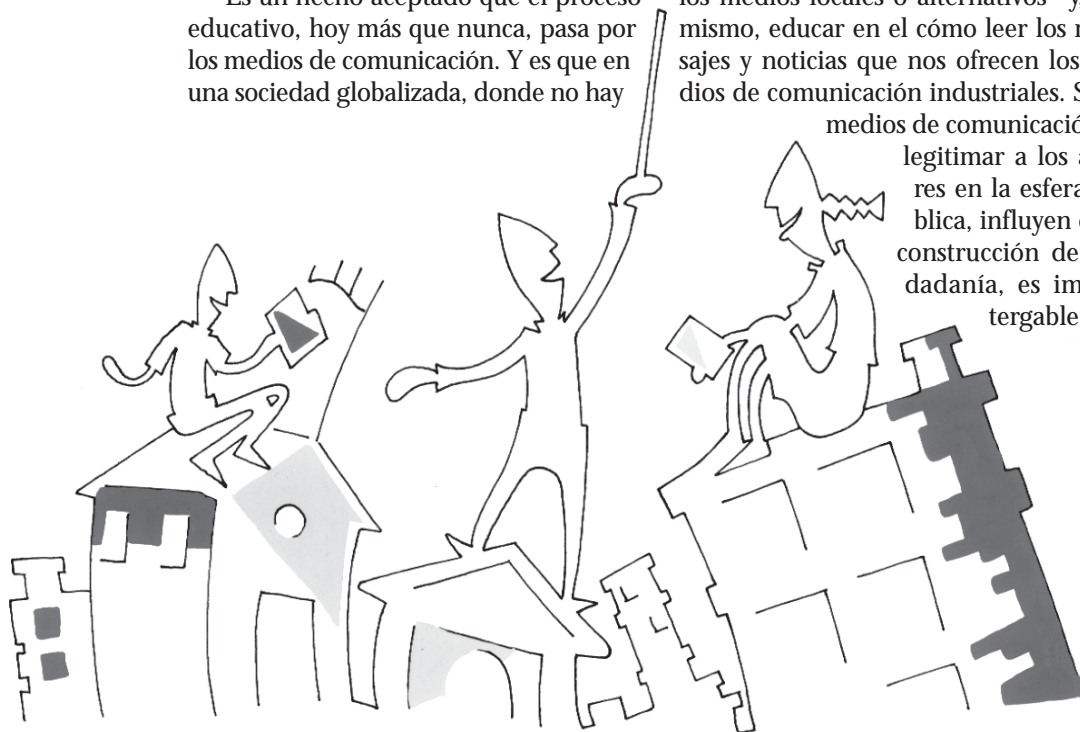 Es un hecho aceptado que el proceso
educativo, hoy más que nunca, pasa por
los medios de comunicación. Y es que en
una sociedad globalizada, donde no hay
los medios locales o alternativos y,
mismo, educar en el cómo leer los
sajes y noticias que nos ofrecen los
dios de comunicación industriales.
medios de
legitimar a los
res en la esfera
blica, influyen
construcción de
dadanía, es
tergable